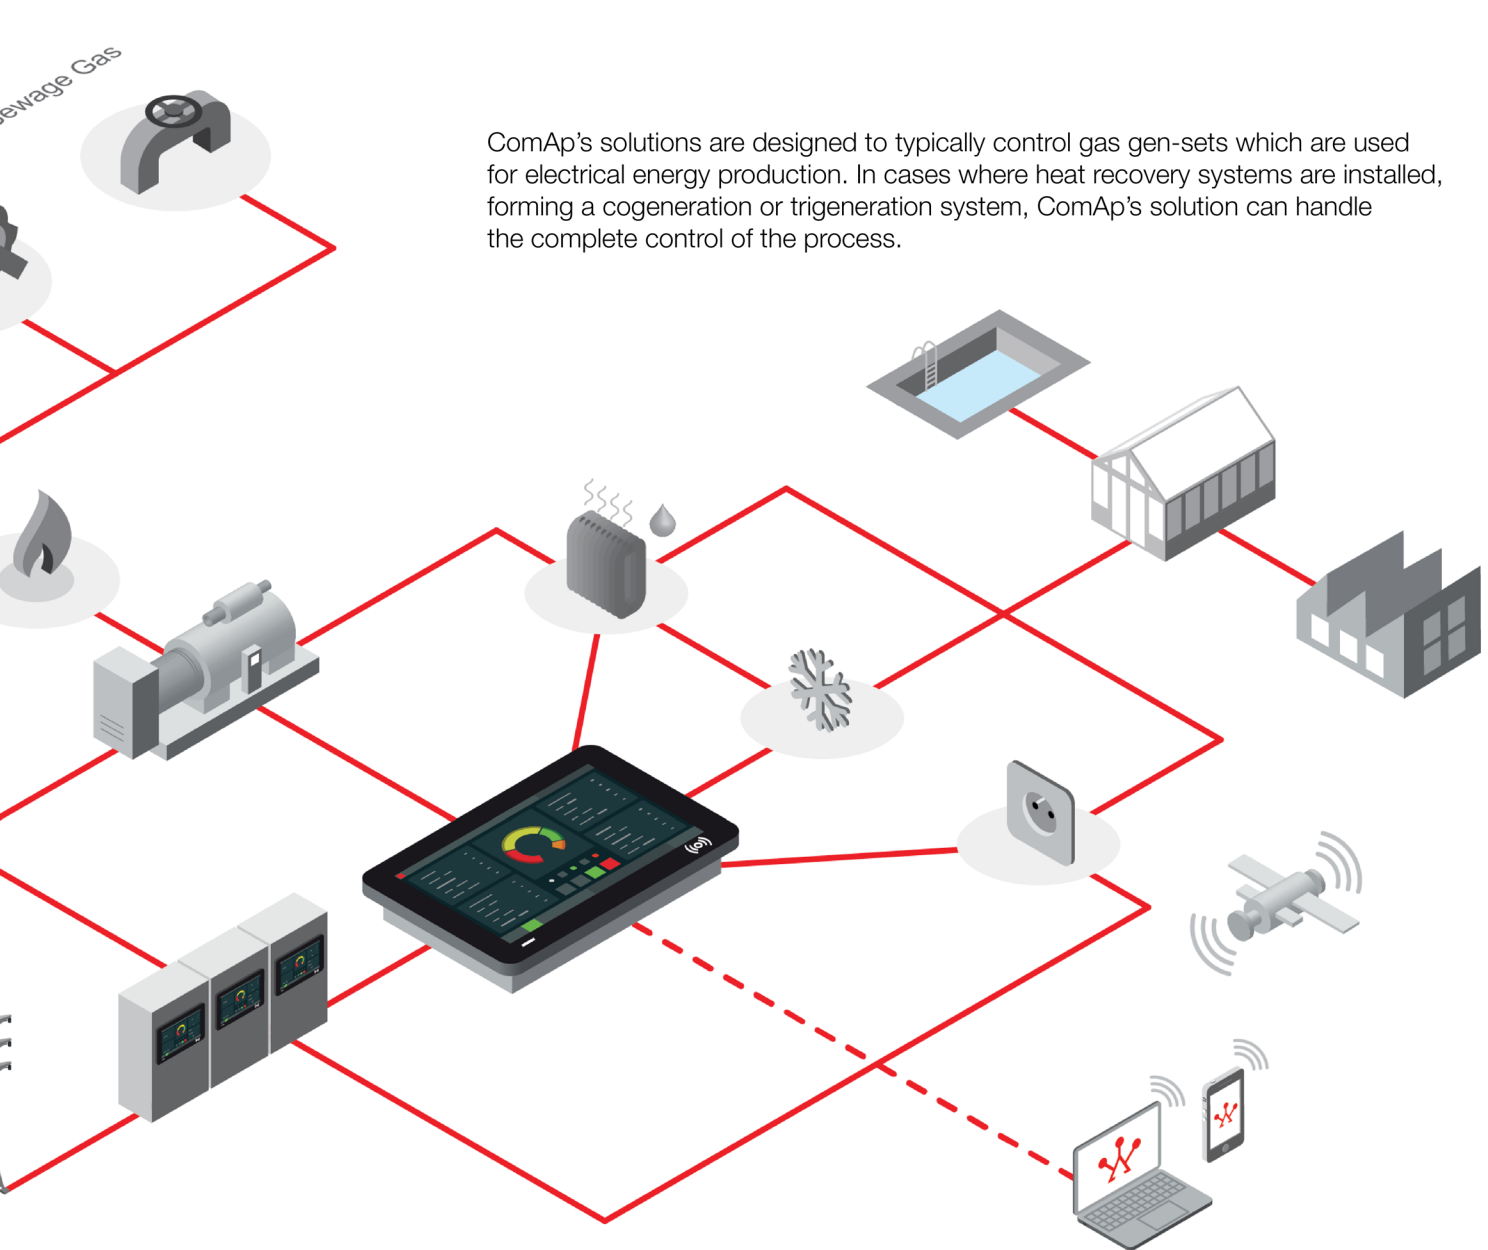 Sewage Gas
ComAp’s solutions are designed to typically control gas gen-sets which are used
for electrical energy production. In cases where heat recovery systems are installed,
forming a cogeneration or trigeneration system, ComAp’s solution can handle
the complete control of the process.